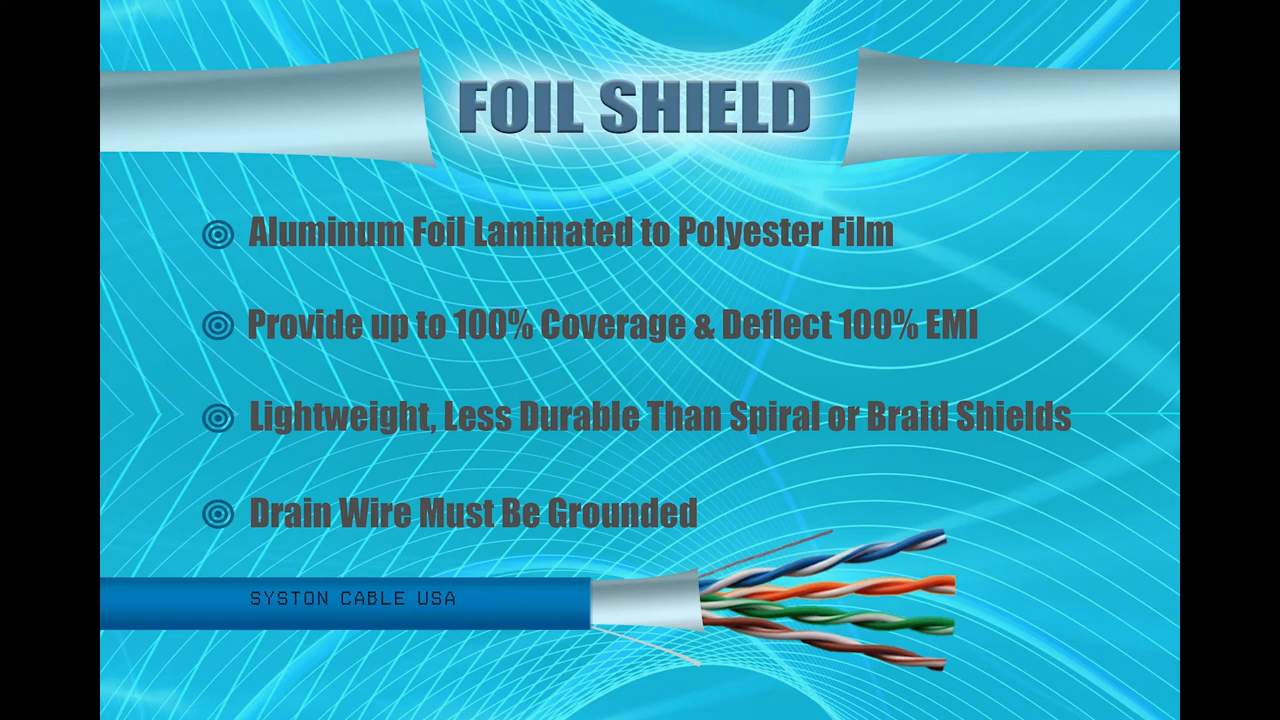 FOIL SHIELD
Aluminum Foil Laminated to Polyester Film
Provide up to 100% Coverage & Deflect 100% EMI
Lightweight, Less Durable Than Spiral or Braid Shields
Drain Wire Must Be Grounded
SYSTON CABLE USA